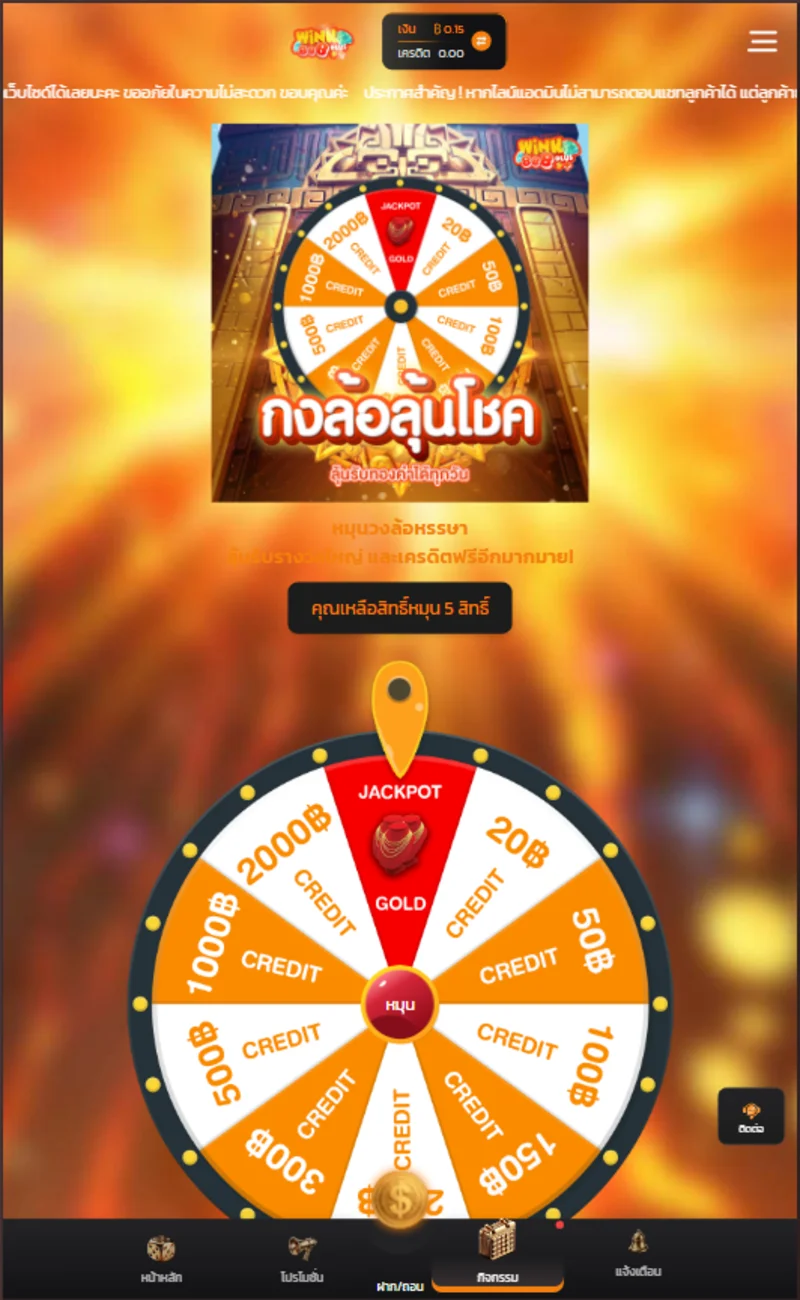 WINK
888 PLUS
เงิน ฿ 0.15
เครดิต 0.00
เว็บไซต์ได้เลยนะคะ ขออภัยในความไม่สะดวก ขอบคุณค่ะ ประกาศสำคัญ ! หากไลน์แอดมินไม่สามารถตอบแชทลูกค้าได้ แต่ลูกค้า
WINK
888 PLUS
JACKPOT
GOLD
20฿ CREDIT
50฿ CREDIT
100฿ CREDIT
CREDIT
CREDIT
CREDIT
500฿ CREDIT
1000฿ CREDIT
2000฿ CREDIT
กงล้อลุ้นโชค
ลุ้นรับทองคำได้ทุกวัน
หมุนวงล้อหรรษา
ใหญ่ และเครดิตฟรีอีกมากมาย!
คุณเหลือสิทธิ์หมุน 5 สิทธิ์
JACKPOT
GOLD
20฿ CREDIT
50฿ CREDIT
100฿ CREDIT
150฿ CREDIT
CREDIT
300฿ CREDIT
500฿ CREDIT
1000฿ CREDIT
2000฿ CREDIT
หมุน
ติดต่อ
หน้าหลัก
โปรโมชั่น
ฝาก/ถอน
กิจกรรม
แจ้งเตือน